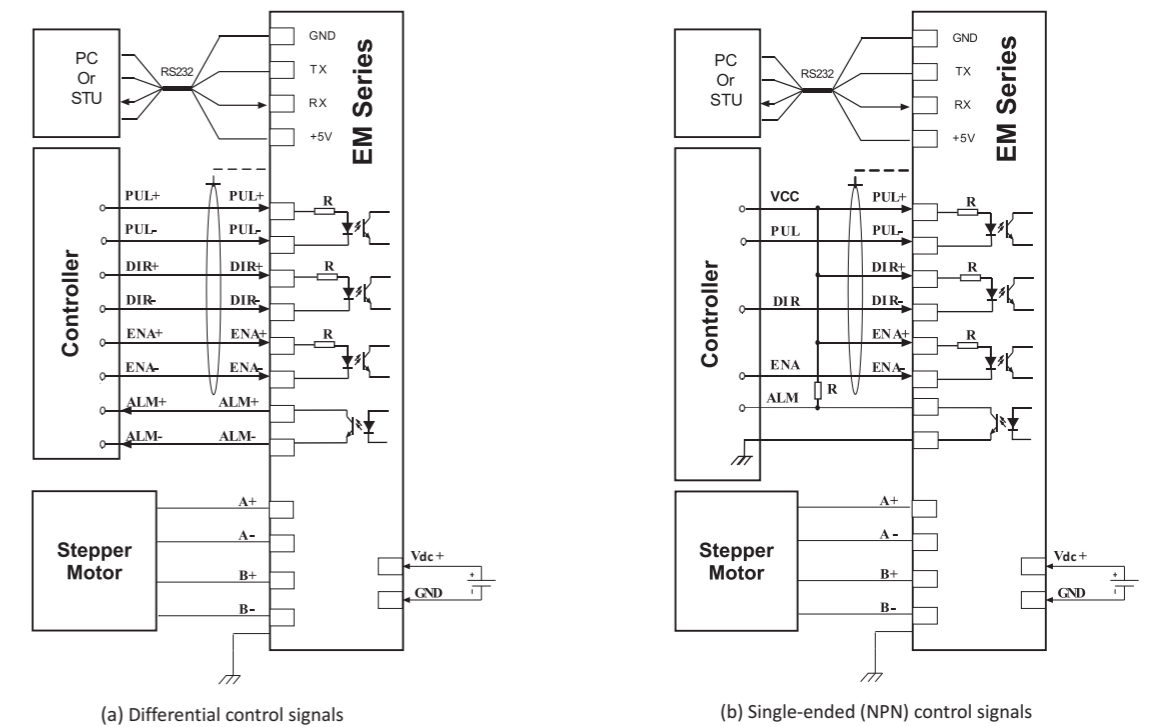 PC
Or
STU
RS232
GND
TX
RX
+5V
EM Series
Controller
PUL+ PUL+ R
PUL- PUL-
DIR+ DIR+ R
DIR- DIR-
ENA+ ENA+ R
ENA- ENA-
ALM+ ALM+
ALM- ALM-
Stepper
Motor
A+
A-
B+
B-
Vdc+
+
-
GND
(a) Differential control signals
PC
Or
STU
RS232
GND
TX
RX
+5V
EM Series
Controller
VCC PUL+ R
PUL PUL-
DIR+ R
DIR DIR-
ENA+ R
ENA ENA-
R
ALM
Stepper
Motor
A+
A-
B+
B-
Vdc+
+
-
GND
(b) Single-ended (NPN) control signals